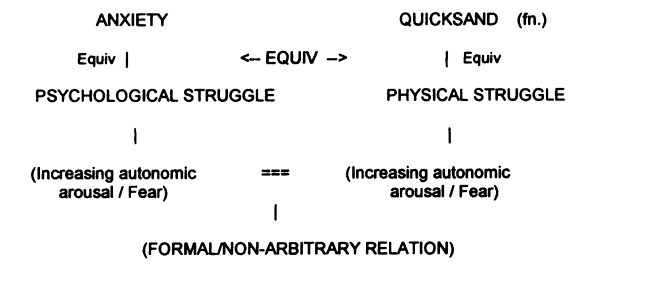 ANXIETY QUICKSAND (fn.)
Equiv | <-- EQUIV --> | Equiv
PSYCHOLOGICAL STRUGGLE PHYSICAL STRUGGLE
| |
(Increasing autonomic === (Increasing autonomic
arousal / Fear) arousal / Fear)
|
(FORMAL/NON-ARBITRARY RELATION)